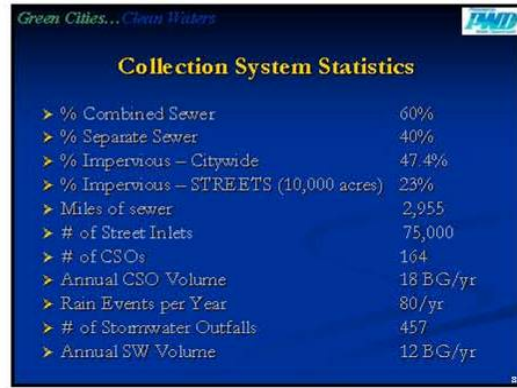 Green Cities...Clean Waters
PWD
Collection System Statistics
➤ % Combined Sewer 60%
➤ % Separate Sewer 40%
➤ % Impervious – Citywide 47.4%
➤ % Impervious – STREETS (10,000 acres) 23%
➤ Miles of sewer 2,955
➤ # of Street Inlets 75,000
➤ # of CSOs 164
➤ Annual CSO Volume 18 BG/yr
➤ Rain Events per Year 80/yr
➤ # of Stormwater Outfalls 457
➤ Annual SW Volume 12 BG/yr